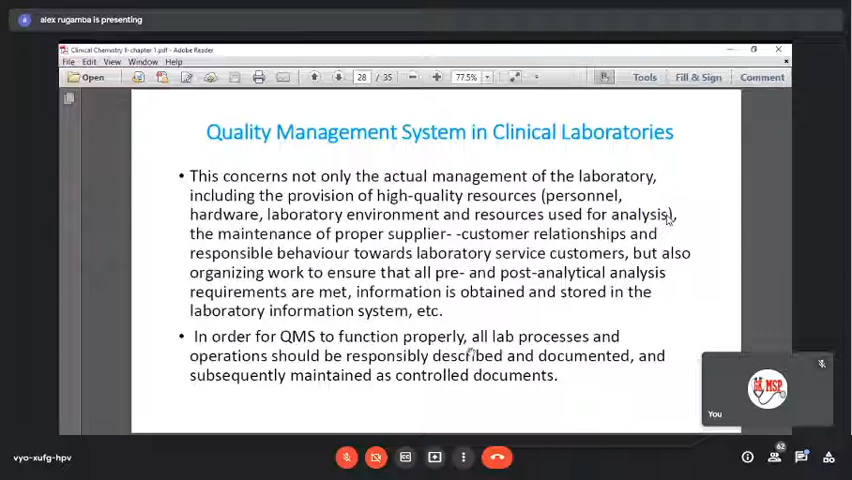 alex rugamba is presenting
Clinical Chemistry II-chapter 1.pdf - Adobe Reader
File Edit View Window Help
Open 28 / 35 77.5% Tools Fill & Sign Comment
Quality Management System in Clinical Laboratories
• This concerns not only the actual management of the laboratory,
including the provision of high-quality resources (personnel,
hardware, laboratory environment and resources used for analysis),
the maintenance of proper supplier- -customer relationships and
responsible behaviour towards laboratory service customers, but also
organizing work to ensure that all pre- and post-analytical analysis
requirements are met, information is obtained and stored in the
laboratory information system, etc.
• In order for QMS to function properly, all lab processes and
operations should be responsibly described and documented, and
subsequently maintained as controlled documents.
MSP
You
vyo-xufg-hpv
62